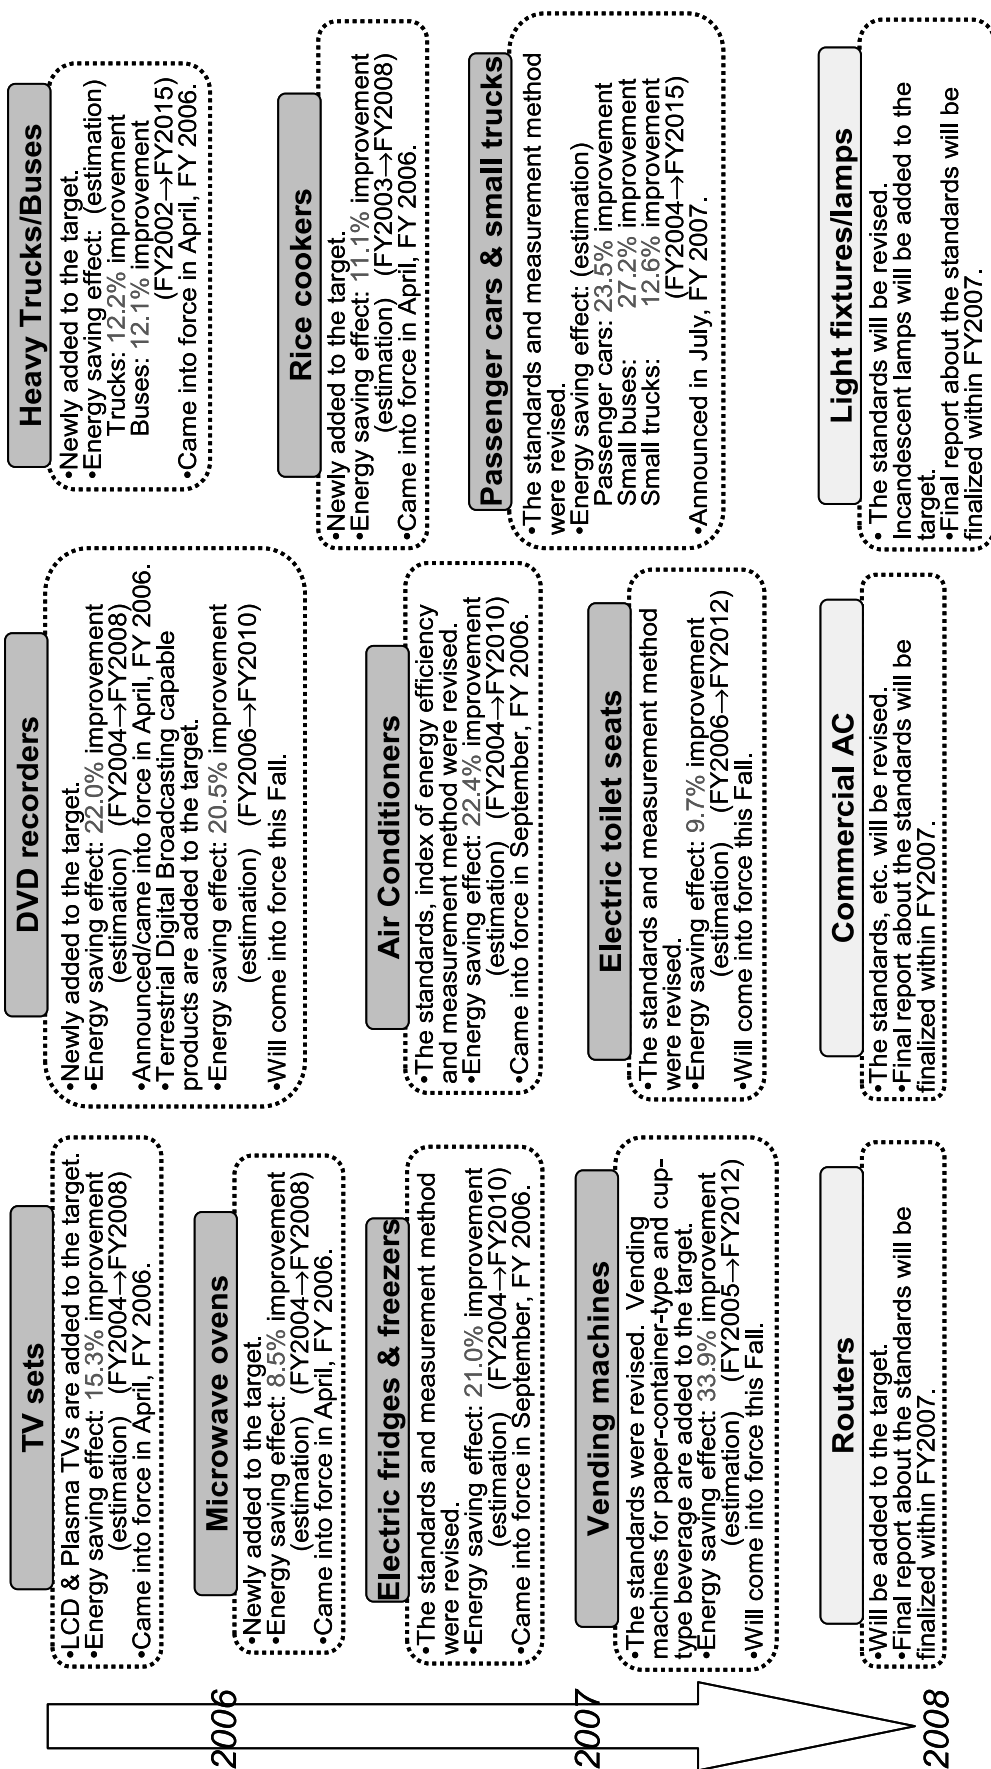 TV sets
•LCD & Plasma TVs are added to the target.
•Energy saving effect: 15.3% improvement
(estimation) (FY2004→FY2008)
•Came into force in April, FY 2006.
DVD recorders
•Newly added to the target.
•Energy saving effect: 22.0% improvement
(estimation) (FY2004→FY2008)
•Announced/came into force in April, FY 2006.
•Terrestrial Digital Broadcasting capable
products are added to the target.
•Energy saving effect: 20.5% improvement
(estimation) (FY2006→FY2010)
•Will come into force this Fall.
Heavy Trucks/Buses
•Newly added to the target.
•Energy saving effect: (estimation)
Trucks: 12.2% improvement
Buses: 12.1% improvement
(FY2002→FY2015)
•Came into force in April, FY 2006.
2006
Microwave ovens
•Newly added to the target.
•Energy saving effect: 8.5% improvement
(estimation) (FY2004→FY2008)
•Came into force in April, FY 2006.
Rice cookers
•Newly added to the target.
•Energy saving effect: 11.1% improvement
(estimation) (FY2003→FY2008)
•Came into force in April, FY 2006.
Electric fridges & freezers
•The standards and measurement method
were revised.
•Energy saving effect: 21.0% improvement
(estimation) (FY2004→FY2010)
•Came into force in September, FY 2006.
Air Conditioners
•The standards, index of energy efficiency
and measurement method were revised.
•Energy saving effect: 22.4% improvement
(estimation) (FY2004→FY2010)
•Came into force in September, FY 2006.
Passenger cars & small trucks
•The standards and measurement method
were revised.
•Energy saving effect: (estimation)
Passenger cars: 23.5% improvement
Small buses: 27.2% improvement
Small trucks: 12.6% improvement
(FY2004→FY2015)
•Announced in July, FY 2007.
2007
Vending machines
•The standards were revised. Vending
machines for paper-container-type and cup-
type beverage are added to the target.
•Energy saving effect: 33.9% improvement
(estimation) (FY2005→FY2012)
•Will come into force this Fall.
Electric toilet seats
•The standards and measurement method
were revised.
•Energy saving effect: 9.7% improvement
(estimation) (FY2006→FY2012)
•Will come into force this Fall.
2008
Routers
•Will be added to the target.
•Final report about the standards will be
finalized within FY2007.
Commercial AC
•The standards, etc. will be revised.
•Final report about the standards will be
finalized within FY2007.
Light fixtures/lamps
• The standards will be revised.
Incandescent lamps will be added to the
target.
•Final report about the standards will be
finalized within FY2007.